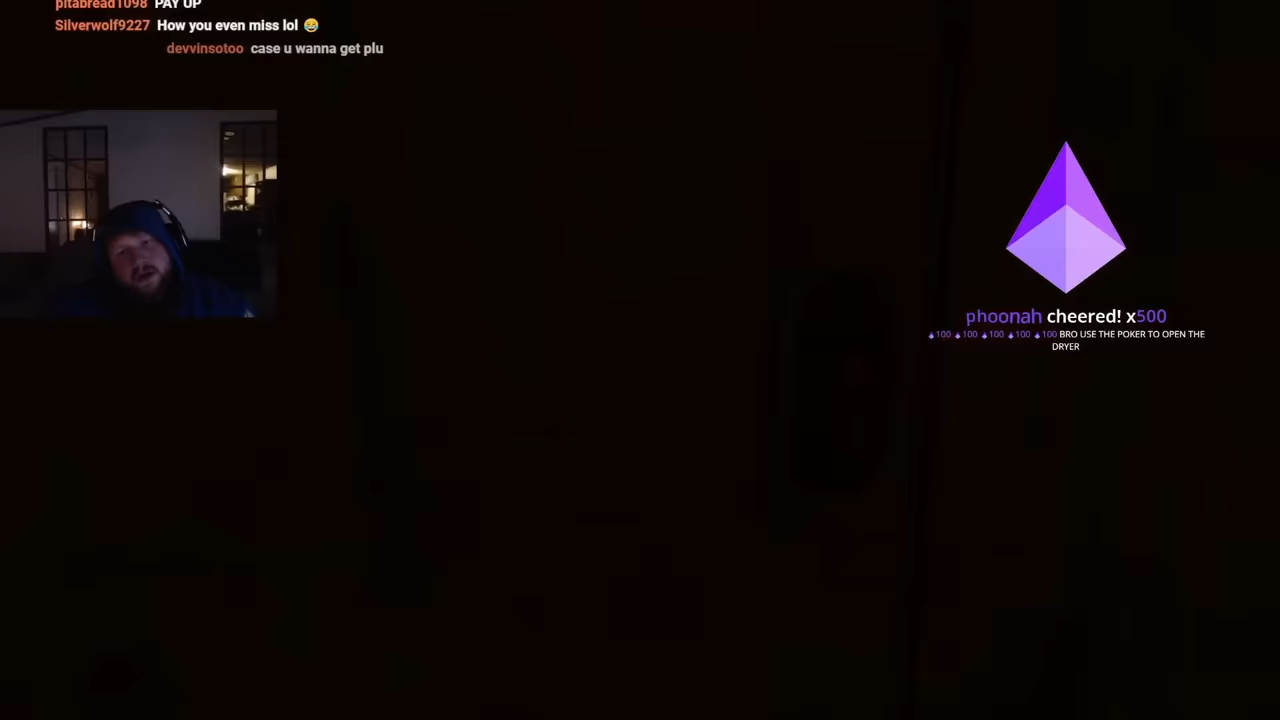 pitabread1098 PAY UP
Silverwolf9227 How you even miss lol 😂
devvinsotoo case u wanna get plu
phoonah cheered! x500
100 100 100 100 100 BRO USE THE POKER TO OPEN THE
DRYER